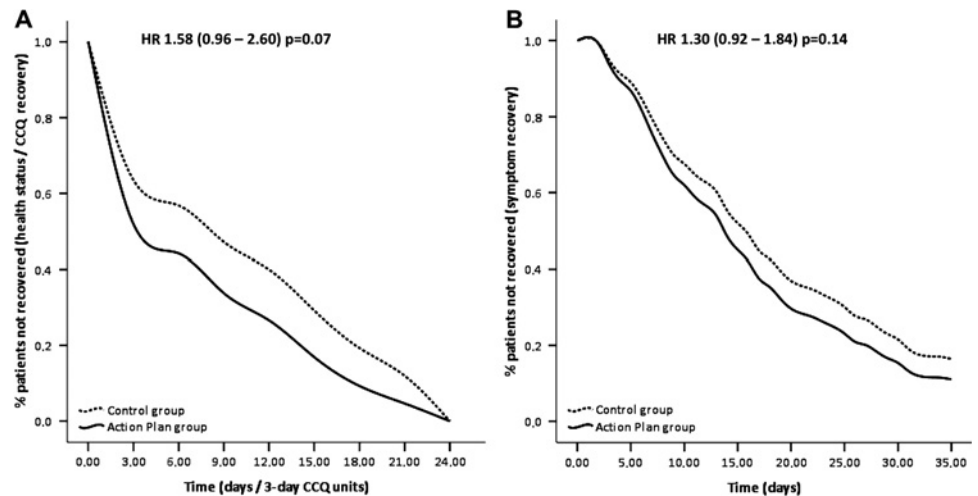 A
HR 1.58 (0.96 – 2.60) p=0.07
% patients not recovered (health status / CCQ recovery)
1,0
0,8
0,6
0,4
0,2
0,0
Control group
Action Plan group
0,00 3,00 6,00 9,00 12,00 15,00 18,00 21,00 24,00
Time (days / 3-day CCQ units)
B
HR 1.30 (0.92 – 1.84) p=0.14
% patients not recovered (symptom recovery)
1,0
0,8
0,6
0,4
0,2
0,0
Control group
Action Plan group
0,00 5,00 10,00 15,00 20,00 25,00 30,00 35,00
Time (days)